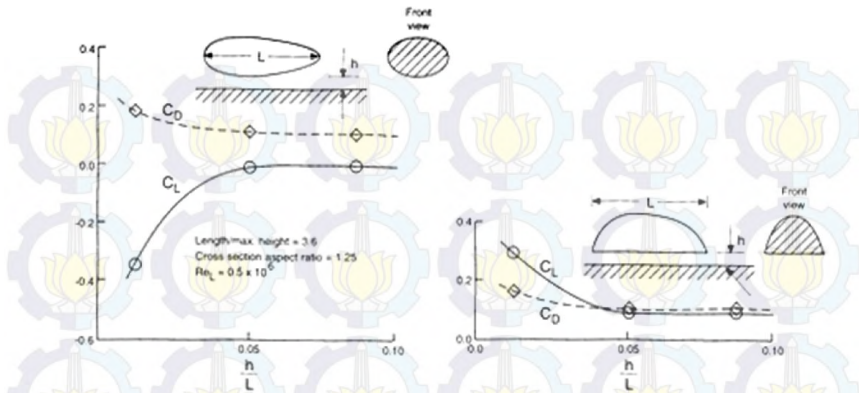 Front
view
L
h
0.4
0.2
0.0
-0.2
-0.4
-0.6
C_D
C_L
Length/max. height = 3.6
Cross section aspect ratio = 1.25
Re_L = 0.5 x 10^6
0.05
0.10
h
L
Front
view
L
h
0.4
0.2
0.0
C_L
C_D
0.0
0.05
0.10
h
L